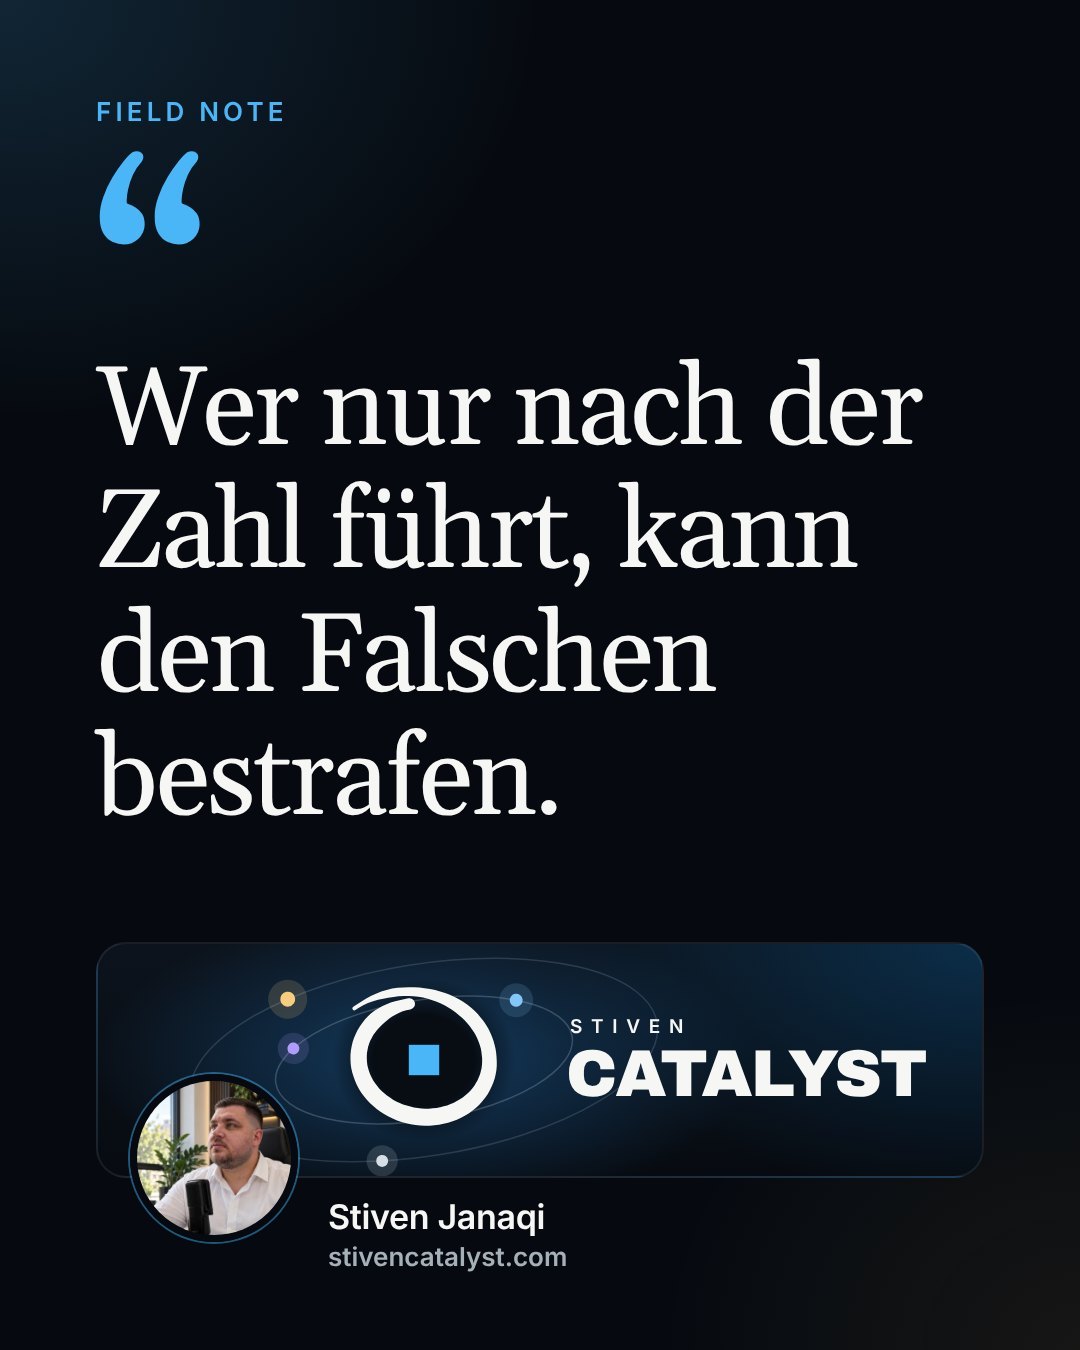 FIELD NOTE
“
Wer nur nach der
Zahl führt, kann
den Falschen
bestrafen.
STIVEN
CATALYST
Stiven Janaqi
stivencatalyst.com